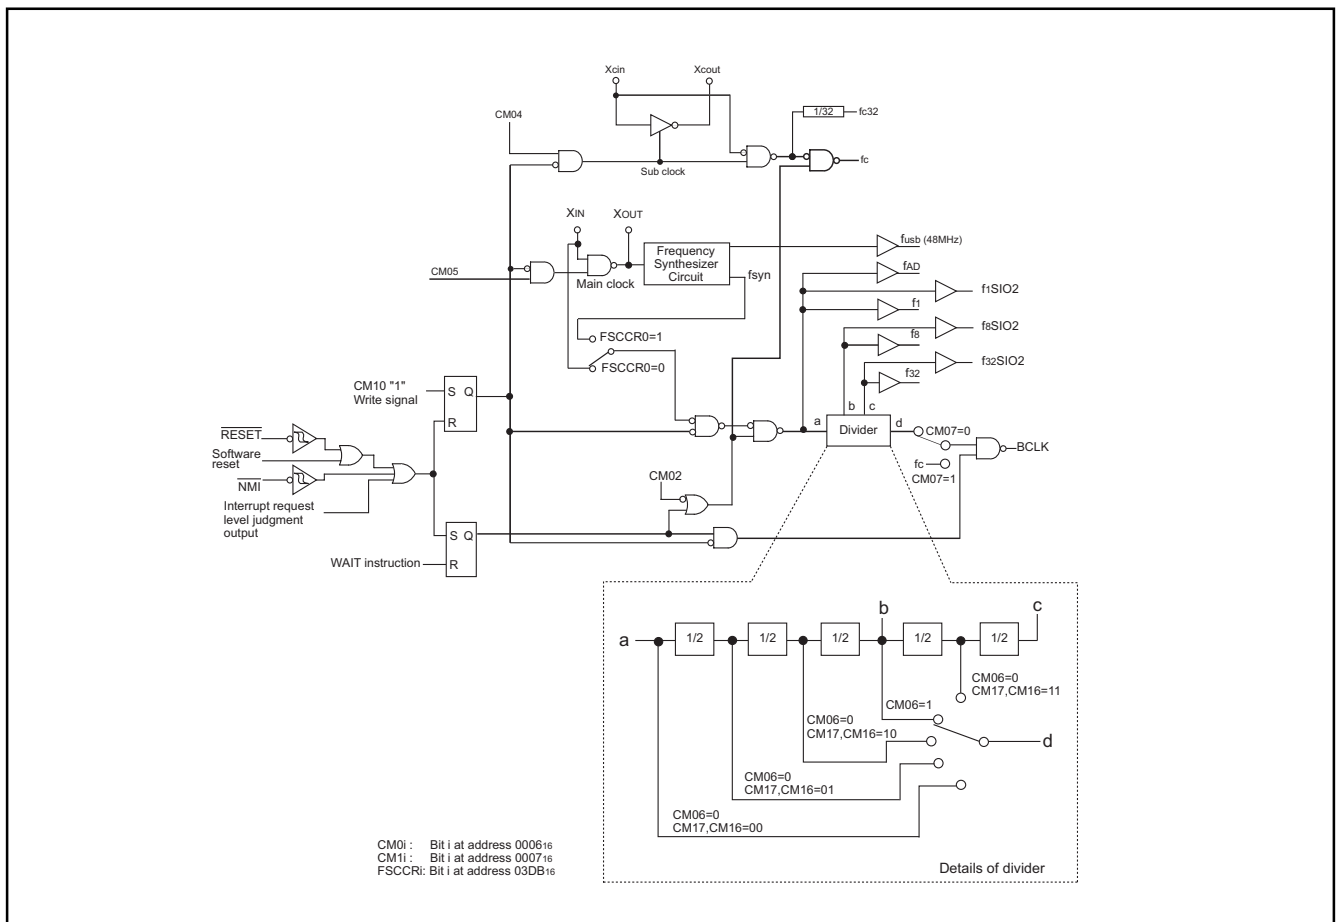 Xcin
Xcout
1/32
fc32
CM04
Sub clock
fc
XIN
XOUT
Frequency
Synthesizer
Circuit
fusb (48MHz)
fAD
CM05
Main clock
fsyn
f1SIO2
f1
FSCCR0=1
f8SIO2
f8
FSCCR0=0
f32SIO2
f32
CM10 "1"
Write signal
S Q
R
b
c
a
Divider
d
CM07=0
RESET
Software
reset
NMI
fc
CM07=1
BCLK
CM02
Interrupt request
level judgment
output
S Q
R
WAIT instruction
b
c
a
1/2
1/2
1/2
1/2
1/2
CM06=0
CM17,CM16=11
CM06=1
CM06=0
CM17,CM16=10
d
CM06=0
CM17,CM16=01
CM06=0
CM17,CM16=00
CM0i : Bit i at address 000616
CM1i : Bit i at address 000716
FSCCRi: Bit i at address 03DB16
Details of divider